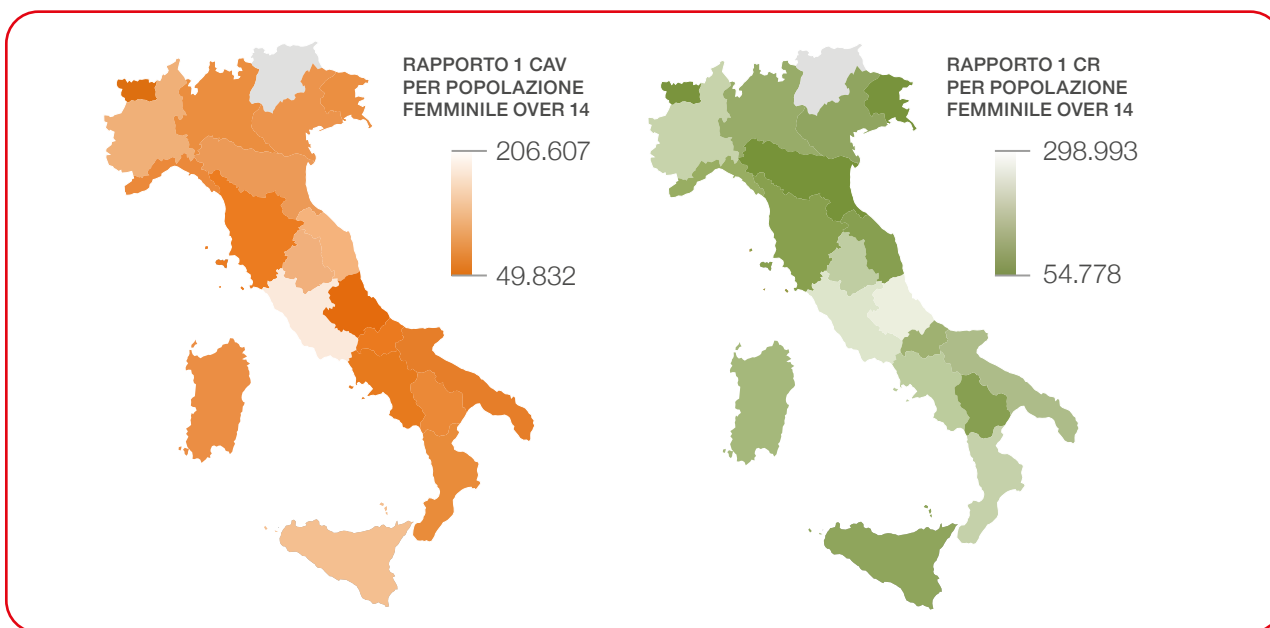 RAPPORTO 1 CAV
PER POPOLAZIONE
FEMMINILE OVER 14
206.607
49.832
RAPPORTO 1 CR
PER POPOLAZIONE
FEMMINILE OVER 14
298.993
54.778